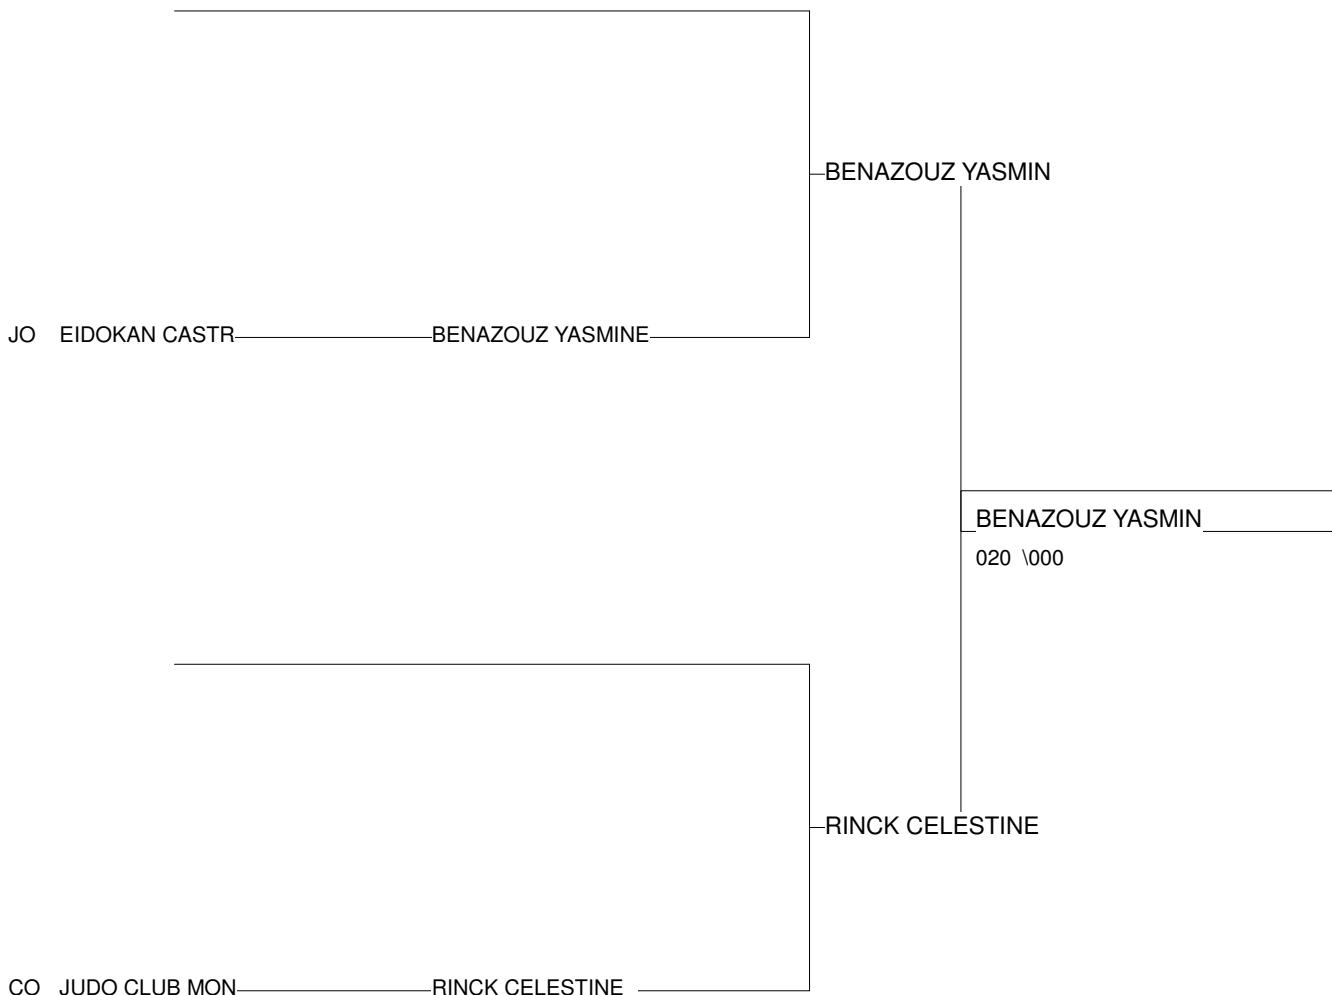 BENAZOUZ YASMIN
JO EIDOKAN CASTR BENAZOUZ YASMINE
BENAZOUZ YASMIN
020 \000
RINCK CELESTINE
CO JUDO CLUB MON RINCK CELESTINE